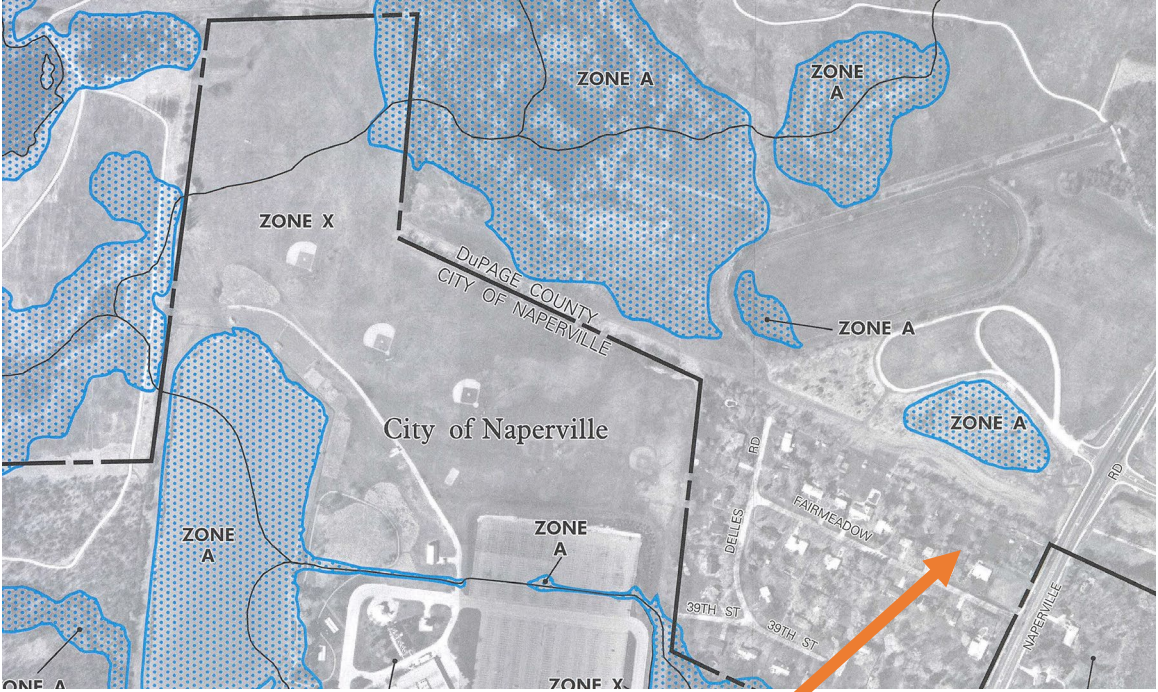 ZONE A
ZONE
A
ZONE X
DuPAGE COUNTY
CITY OF NAPERVILLE
ZONE A
City of Naperville
ZONE A
RD
RD
FAIRMEADOW
DELLES
ZONE
A
ZONE
A
39TH ST
39TH ST
NAPERVILLE
ONE A
ZONE X